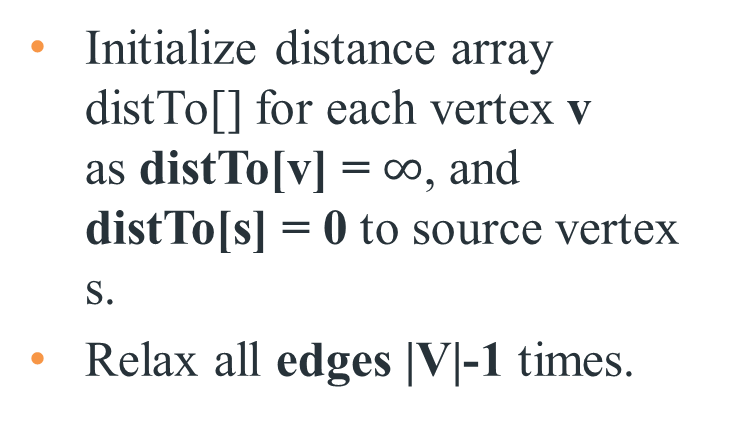 • Initialize distance array
distTo[] for each vertex v
as distTo[v] = ∞, and
distTo[s] = 0 to source vertex
s.
• Relax all edges |V|-1 times.